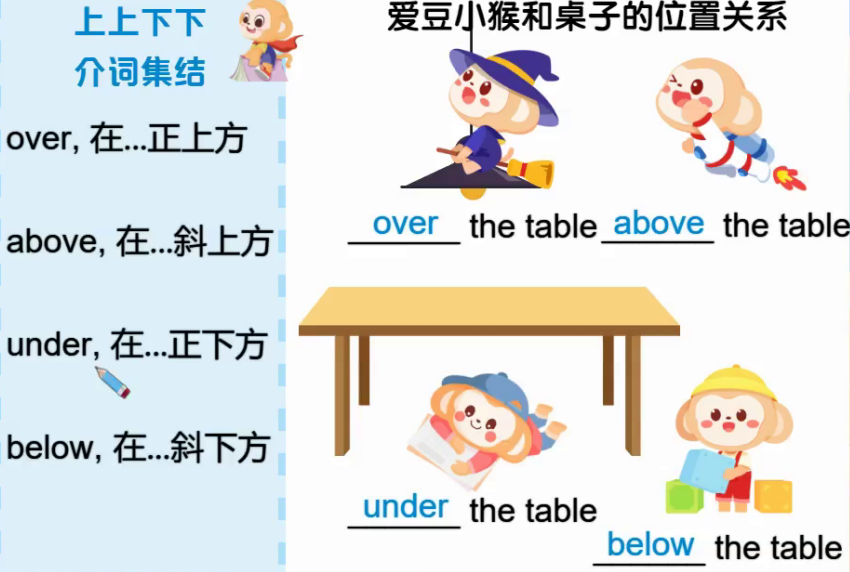 上上下下
介词集结
over, 在...正上方
above, 在...斜上方
under, 在...正下方
below, 在...斜下方
爱豆小猴和桌子的位置关系
over the table
above the table
under the table
below the table